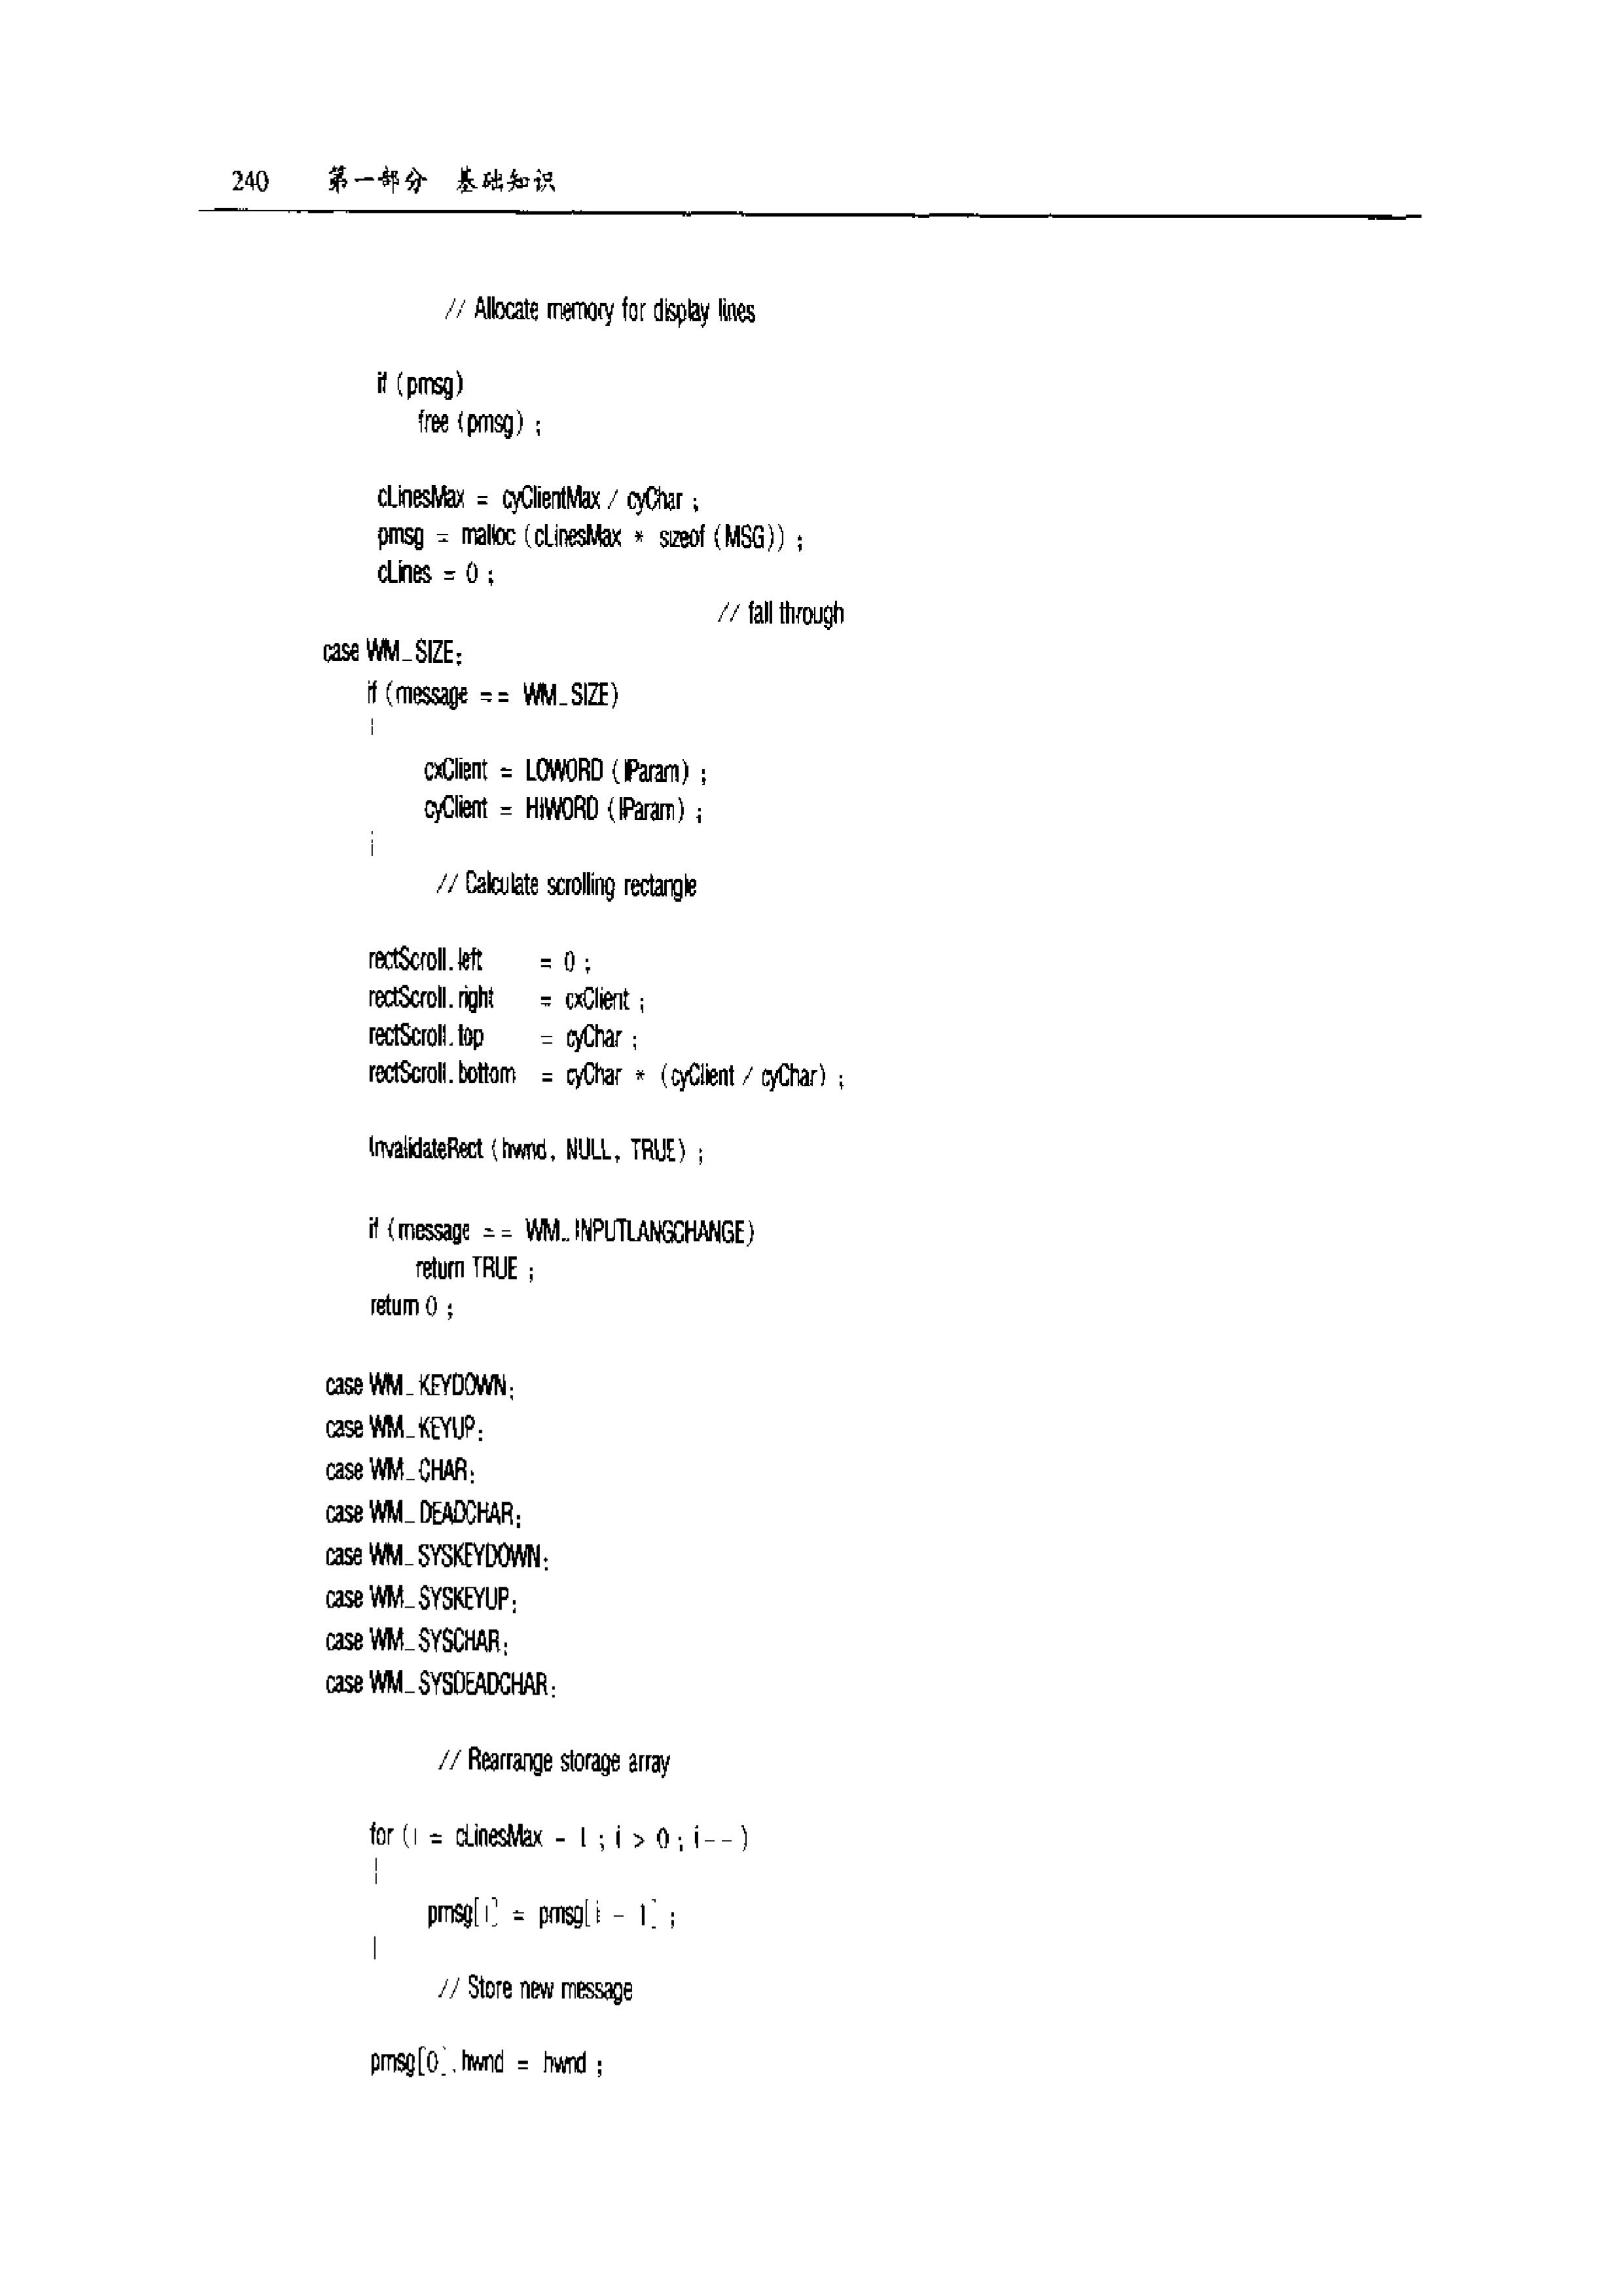 240 第一部分 基础知识
// Allocate memory for display lines
if (pmsg)
free (pmsg) ;
cLinesMax = cyClientMax / cyChar ;
pmsg = malloc (cLinesMax * sizeof (MSG)) ;
cLines = 0 ;
// fall through
case WM_SIZE:
if (message == WM_SIZE)
{
cxClient = LOWORD (lParam) ;
cyClient = HIWORD (lParam) ;
}
// Calculate scrolling rectangle
rectScroll.left = 0 ;
rectScroll.right = cxClient ;
rectScroll.top = cyChar ;
rectScroll.bottom = cyChar * (cyClient / cyChar) ;
InvalidateRect (hwnd, NULL, TRUE) ;
if (message == WM_INPUTLANGCHANGE)
return TRUE ;
return 0 ;
case WM_KEYDOWN:
case WM_KEYUP:
case WM_CHAR:
case WM_DEADCHAR:
case WM_SYSKEYDOWN:
case WM_SYSKEYUP:
case WM_SYSCHAR:
case WM_SYSDEADCHAR:
// Rearrange storage array
for (i = cLinesMax - 1 ; i > 0 ; i--)
{
pmsg[i] = pmsg[i - 1] ;
}
// Store new message
pmsg[0].hwnd = hwnd ;